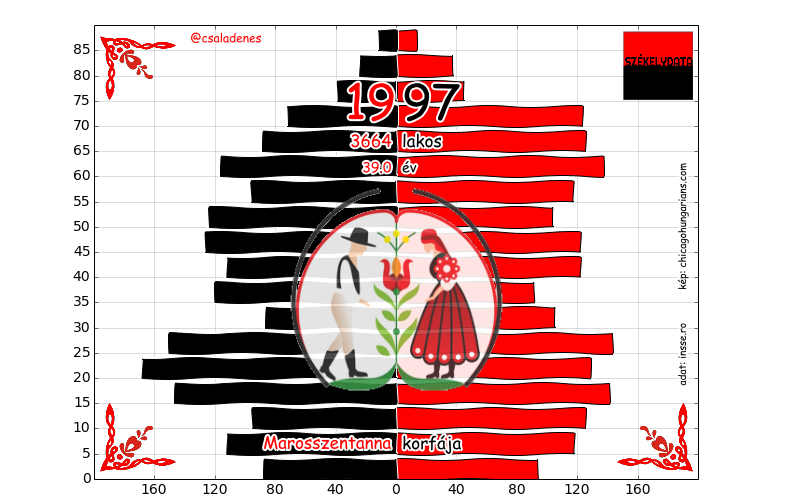 @csaladenes
SZÉKELYDATA
1997
3664 lakos
39.0 év
kép: chicagohungarians.com
adat: insse.ro
Marosszentanna korfája
85
80
75
70
65
60
55
50
45
40
35
30
25
20
15
10
5
0
160 120 80 40 0 40 80 120 160